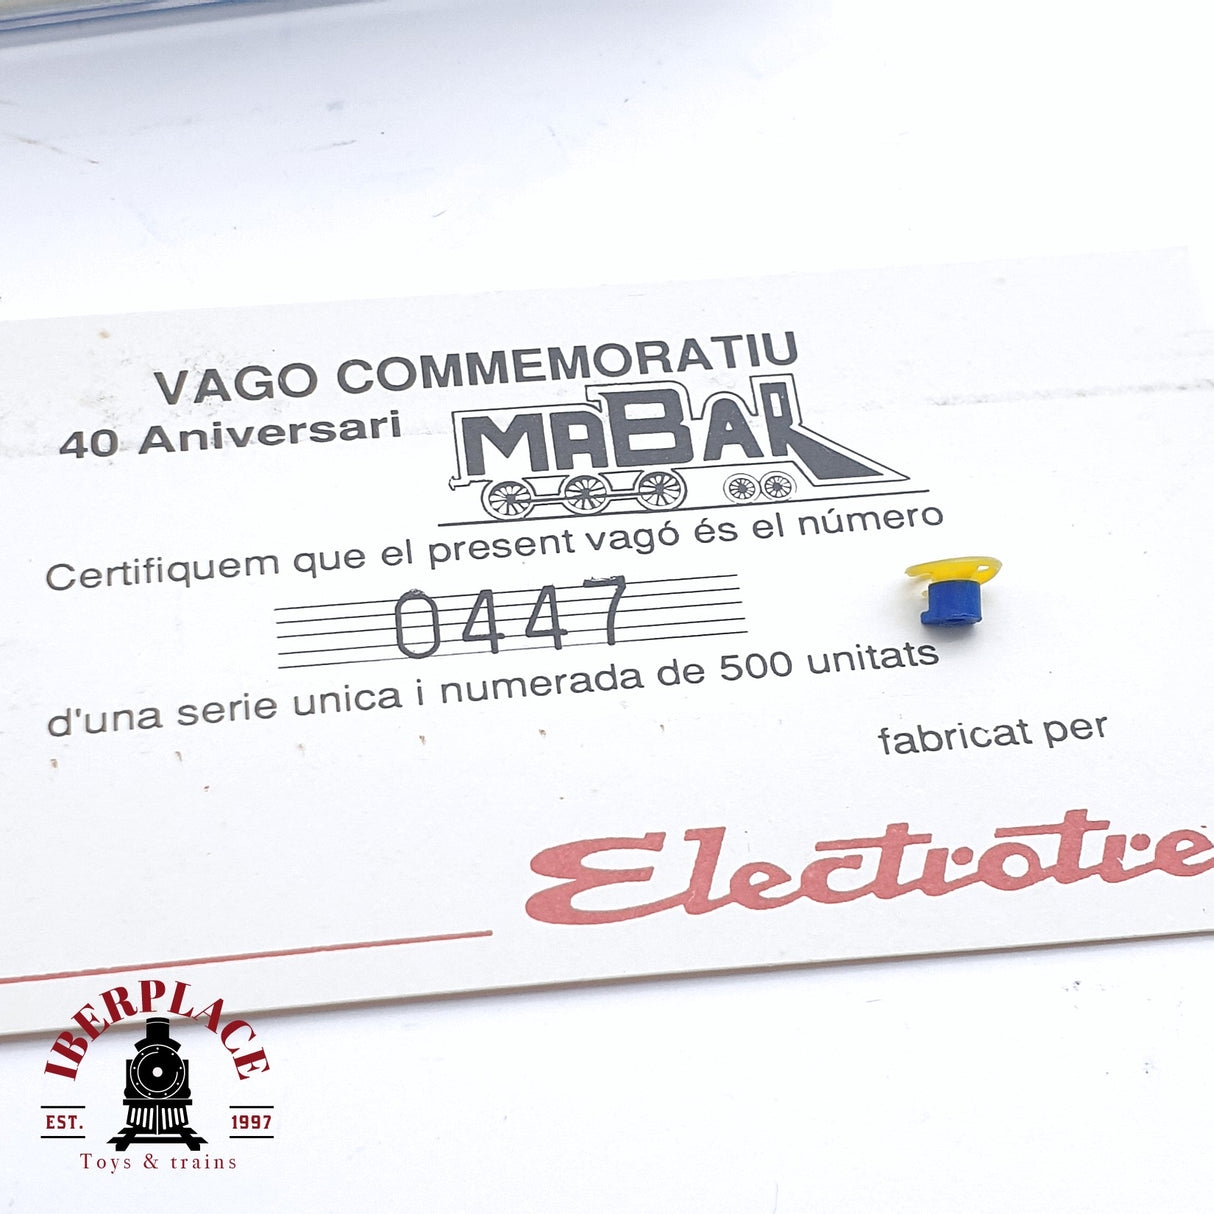 VAGO COMMEMORATIU
40 Aniversari
MABAR
Certifiquem que el present vagó és el número
0447
d'una serie unica i numerada de 500 unitats
fabricat per
Electrotre
IBERPLACE
EST. 1997
Toys & trains